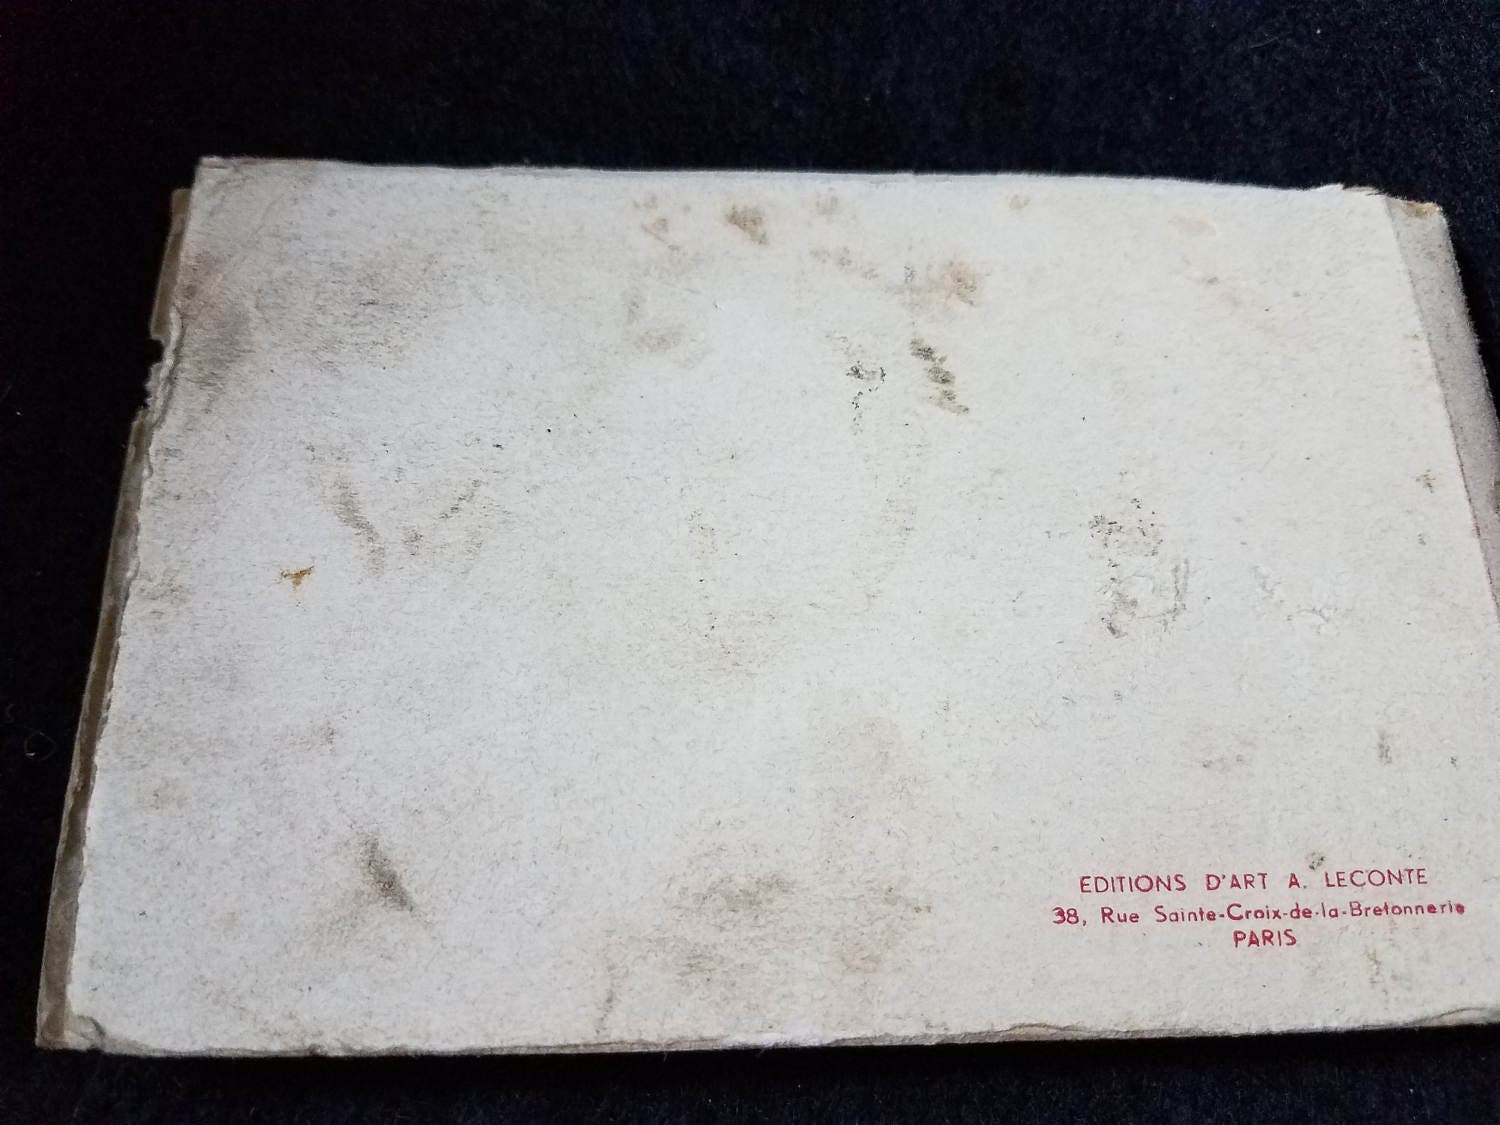 EDITIONS D'ART A. LECONTE
38, Rue Sainte-Croix-de-la-Bretonnerie
PARIS